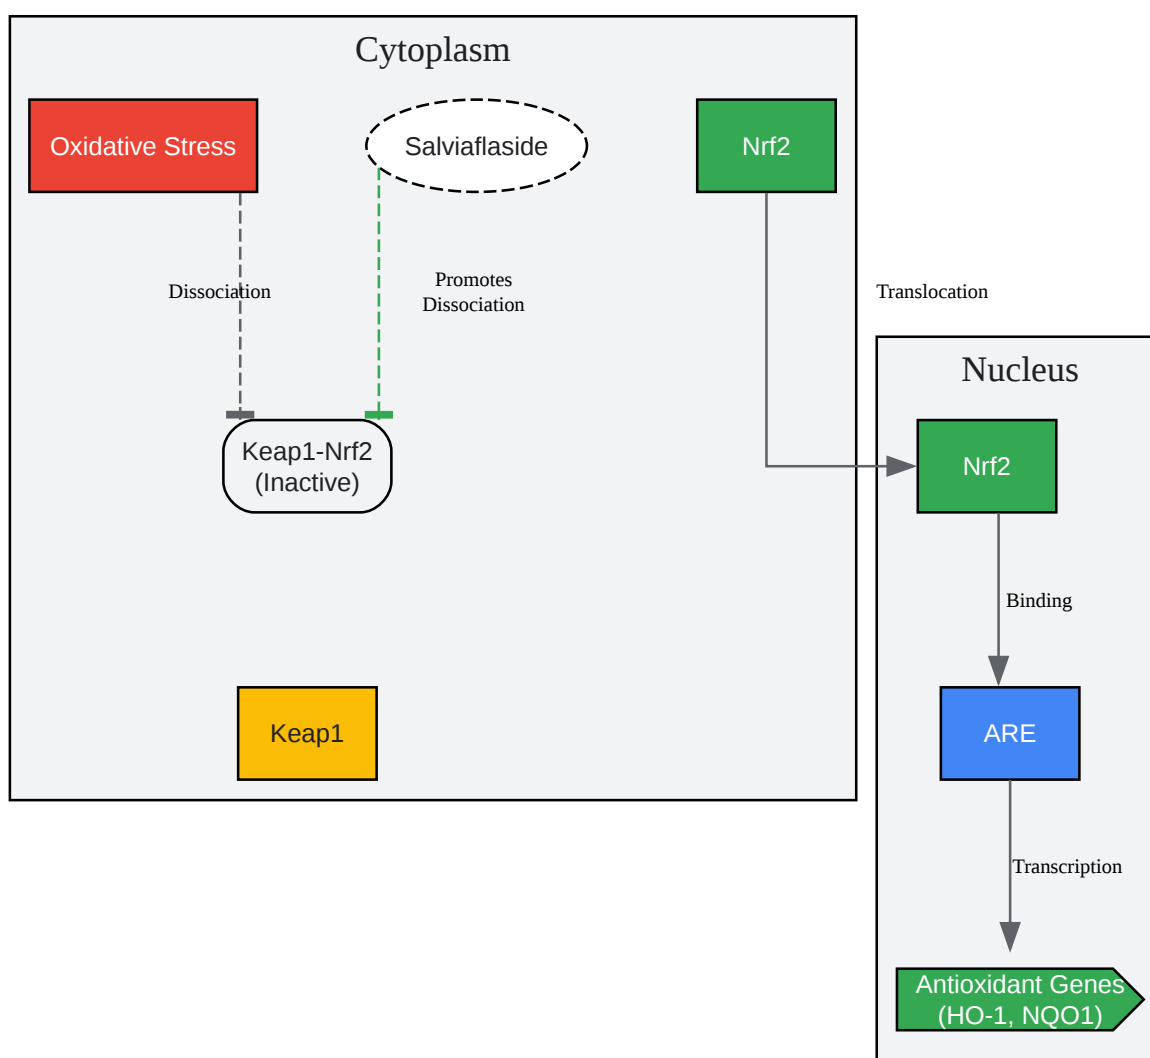 Cytoplasm
Oxidative Stress
Salviaflaside
Nrf2
Dissociation
Promotes
Dissociation
Translocation
Nucleus
Keap1-Nrf2
(Inactive)
Nrf2
Binding
Keap1
ARE
Transcription
Antioxidant Genes
(HO-1, NQO1)